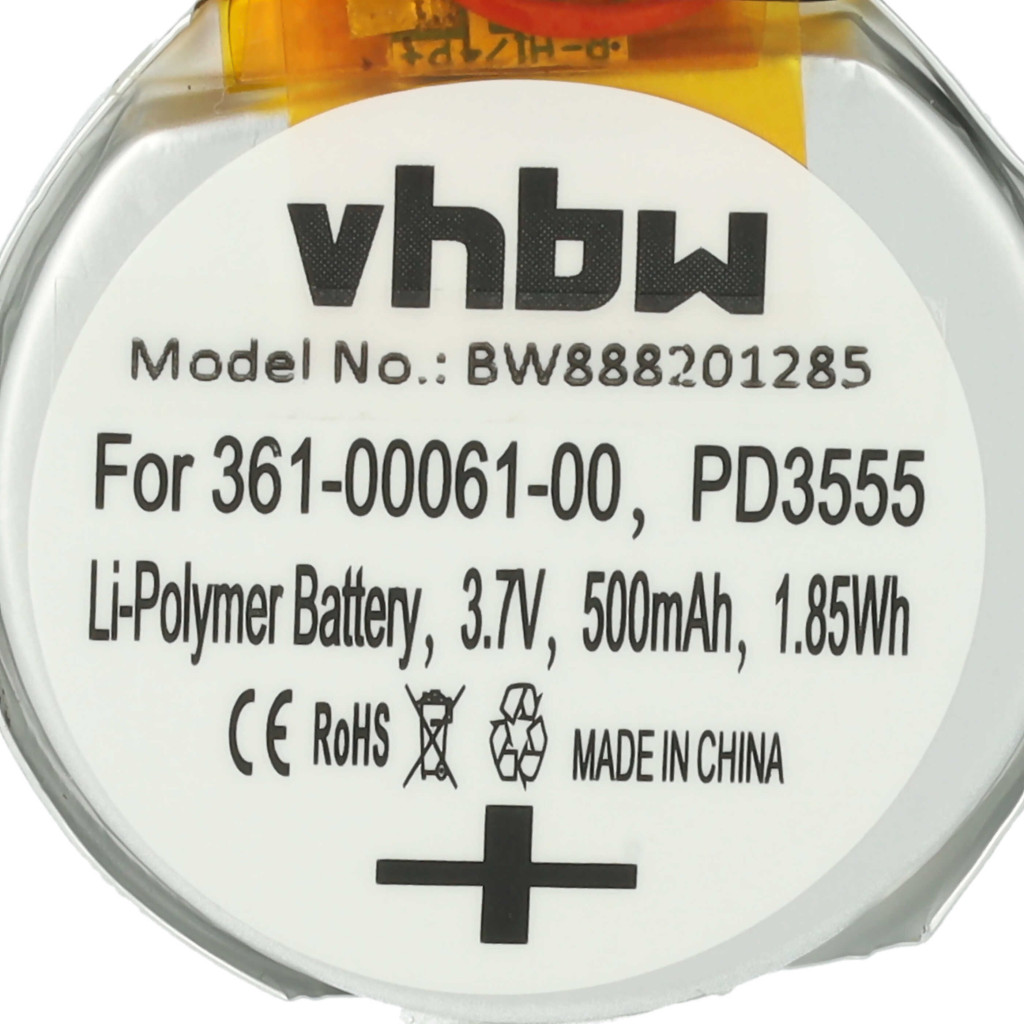 vhbw
Model No.: BW888201285
For 361-00061-00, PD3555
Li-Polymer Battery, 3.7V, 500mAh, 1.85Wh
CE RoHS MADE IN CHINA
+